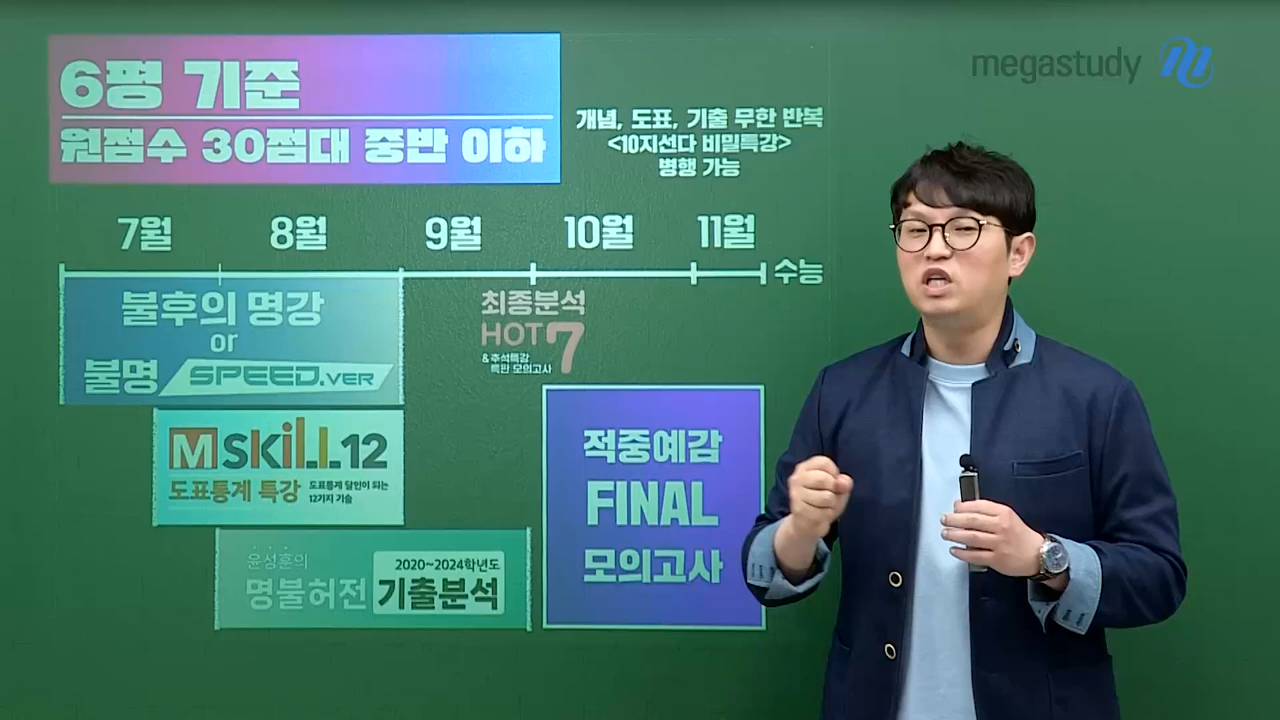 megastudy
6평 기준
원점수 30점대 중반 이하
개념, 도표, 기출 무한 반복
<10지선다 비밀특강>
병행 가능
7월 8월 9월 10월 11월
수능
불후의 명강
or
불명 SPEED.VER
최종분석
HOT7
&추석특강
특판 모의고사
M SKILL 12
도표통계 특강
도표통계 달인이 되는
12가지 기술
적중예감
FINAL
모의고사
윤성훈의
명불허전
2020~2024학년도
기출분석